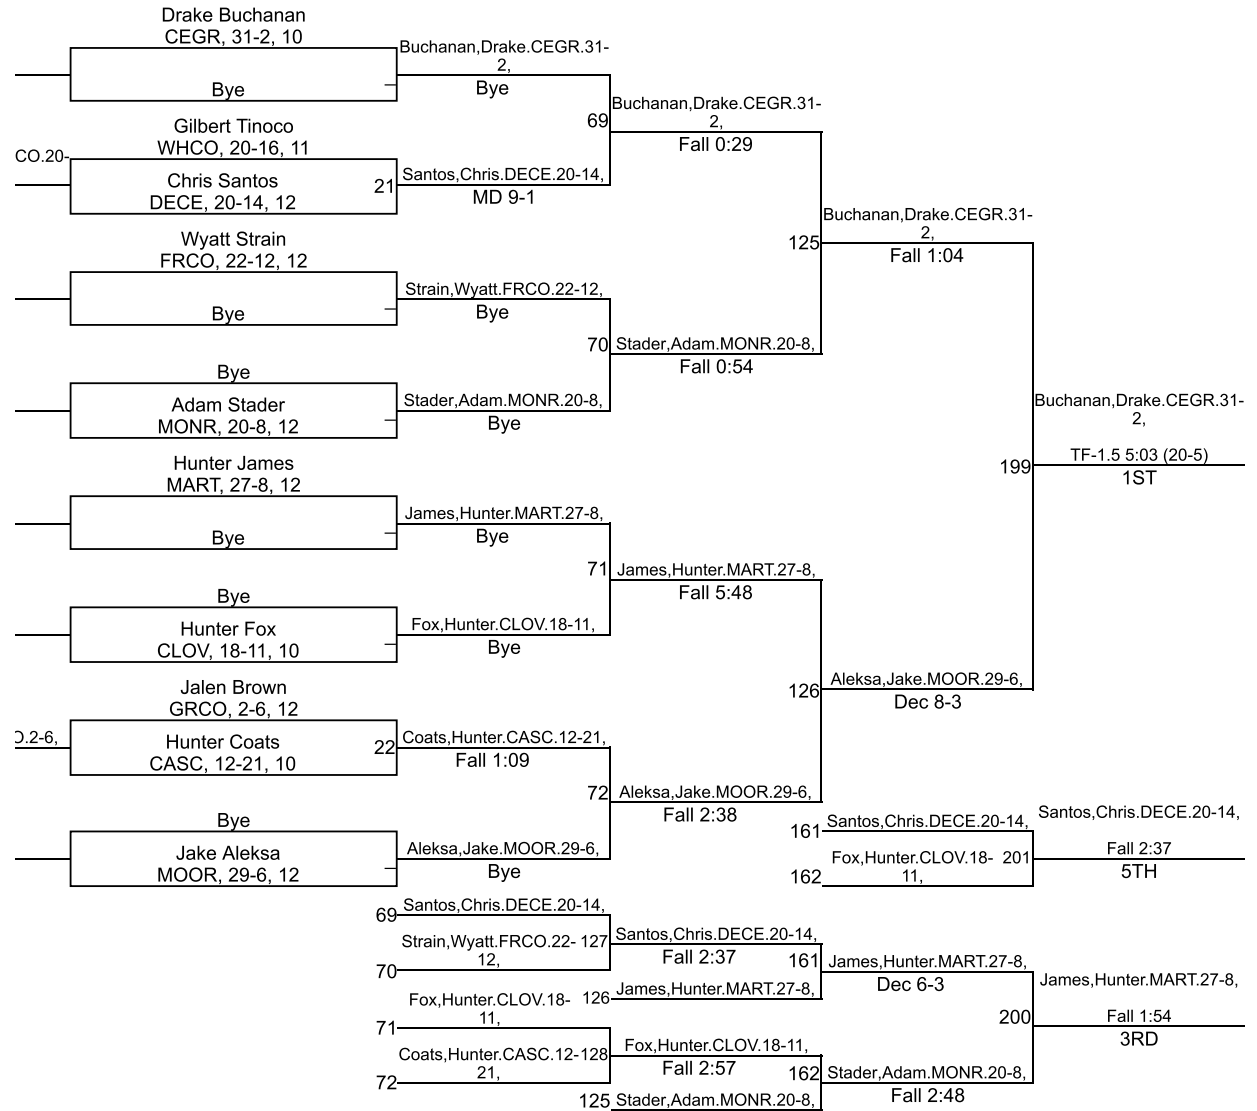 Drake Buchanan
CEGR, 31-2, 10
Bye
Buchanan,Drake.CEGR.31-
2,
Bye
Gilbert Tinoco
WHCO, 20-16, 11
CO.20-
Chris Santos
DECE, 20-14, 12
21
Santos,Chris.DECE.20-14,
MD 9-1
69
Buchanan,Drake.CEGR.31-
2,
Fall 0:29
Wyatt Strain
FRCO, 22-12, 12
Bye
Strain,Wyatt.FRCO.22-12,
Bye
125
Buchanan,Drake.CEGR.31-
2,
Fall 1:04
70
Stader,Adam.MONR.20-8,
Fall 0:54
Bye
Adam Stader
MONR, 20-8, 12
Stader,Adam.MONR.20-8,
Bye
199
Buchanan,Drake.CEGR.31-
2,
TF-1.5 5:03 (20-5)
1ST
Hunter James
MART, 27-8, 12
Bye
James,Hunter.MART.27-8,
Bye
71
James,Hunter.MART.27-8,
Fall 5:48
Bye
Hunter Fox
CLOV, 18-11, 10
Fox,Hunter.CLOV.18-11,
Bye
126
Aleksa,Jake.MOOR.29-6,
Dec 8-3
Jalen Brown
GRCO, 2-6, 12
O.2-6,
Hunter Coats
CASC, 12-21, 10
22
Coats,Hunter.CASC.12-21,
Fall 1:09
72
Aleksa,Jake.MOOR.29-6,
Fall 2:38
Bye
Jake Aleksa
MOOR, 29-6, 12
Aleksa,Jake.MOOR.29-6,
Bye
161
Santos,Chris.DECE.20-14,
162
Fox,Hunter.CLOV.18-
11,
201
Santos,Chris.DECE.20-14,
Fall 2:37
5TH
69
Santos,Chris.DECE.20-14,
70
Strain,Wyatt.FRCO.22-
12,
127
Santos,Chris.DECE.20-14,
Fall 2:37
126
James,Hunter.MART.27-8,
161
James,Hunter.MART.27-8,
Dec 6-3
71
Fox,Hunter.CLOV.18-
11,
72
Coats,Hunter.CASC.12-
21,
128
Fox,Hunter.CLOV.18-11,
Fall 2:57
125
Stader,Adam.MONR.20-8,
162
Stader,Adam.MONR.20-8,
Fall 2:48
200
James,Hunter.MART.27-8,
Fall 1:54
3RD